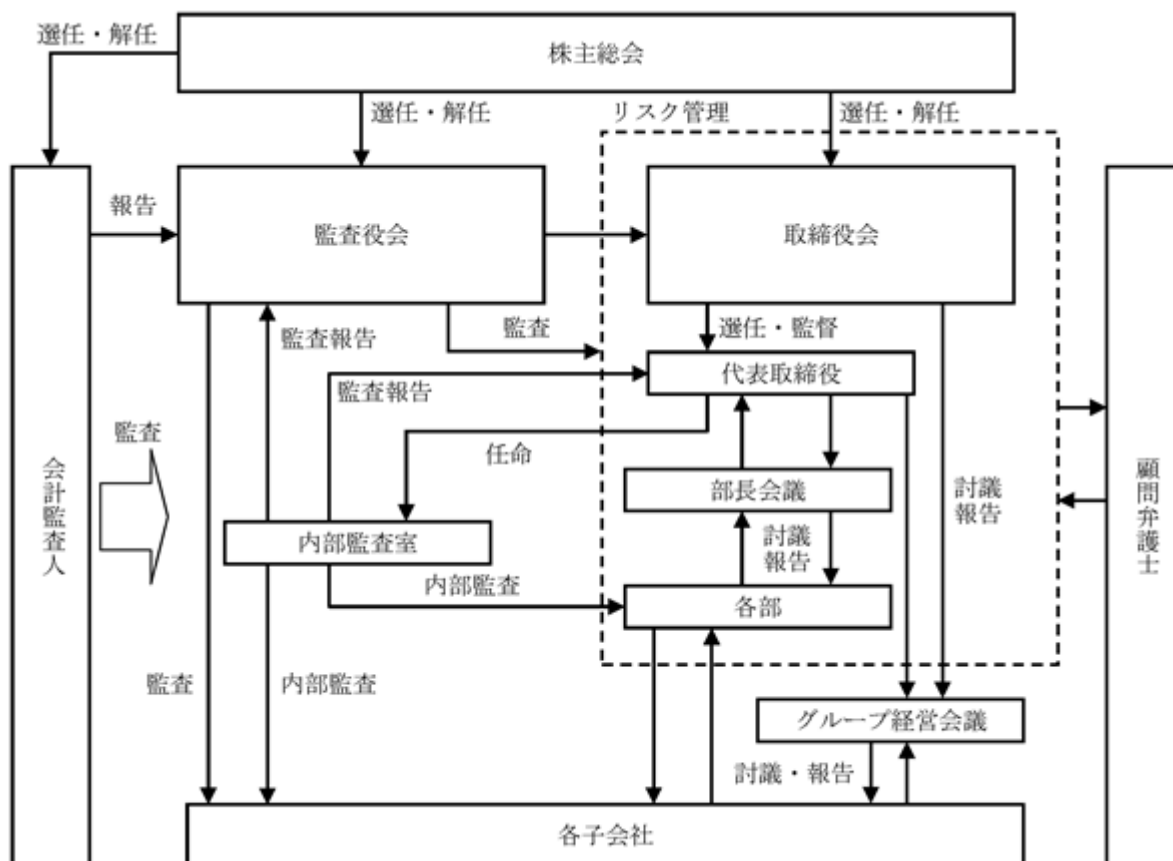 選任・解任
株主総会
選任・解任
リスク管理
選任・解任
報告
監査役会
取締役会
監査報告
監査
選任・監督
監査報告
代表取締役
監査
任命
会計監査人
部長会議
討議
報告
顧問弁護士
内部監査室
討議
報告
内部監査
各部
監査
内部監査
グループ経営会議
討議・報告
各子会社